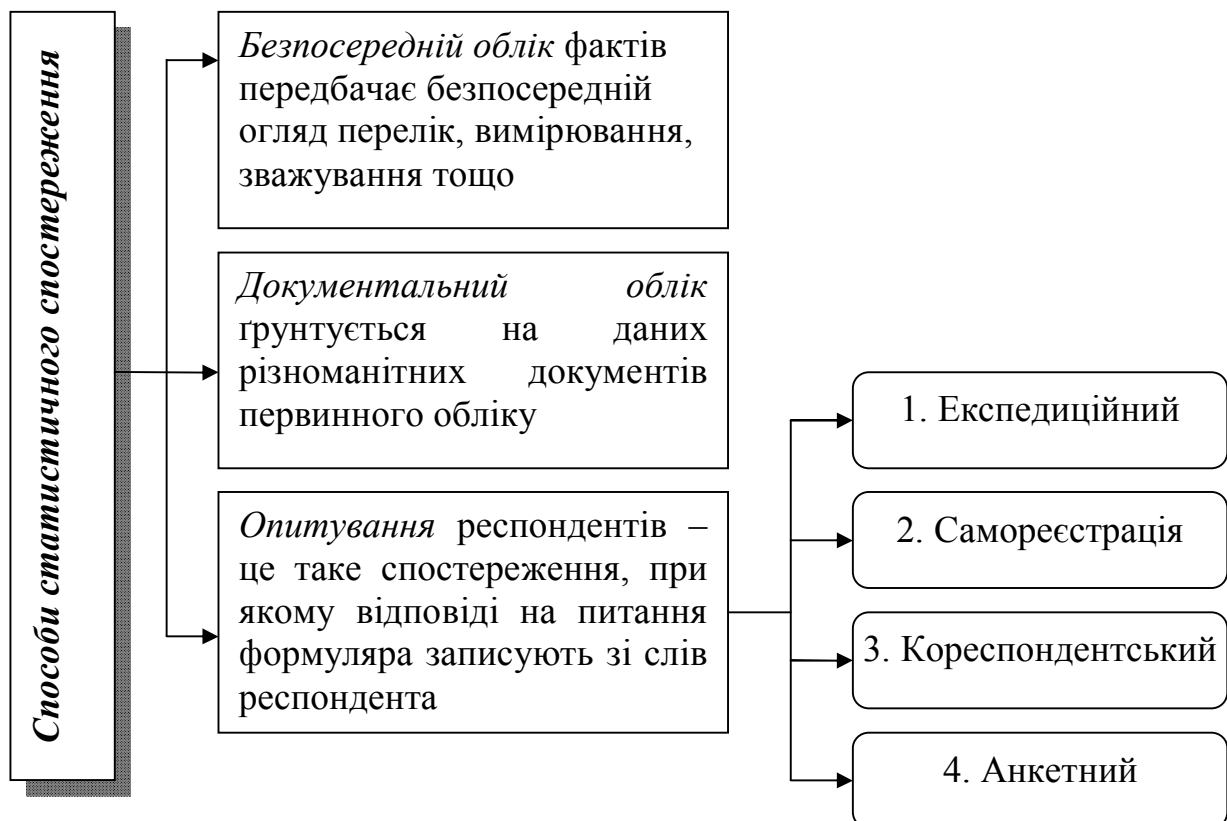 Способи статистичного спостереження
Безпосередній облік фактів
передбачає безпосередній
огляд перелік, вимірювання,
зважування тощо
Документальний облік
ґрунтується на даних
різноманітних документів
первинного обліку
Опитування респондентів –
це таке спостереження, при
якому відповіді на питання
формуляра записують зі слів
респондента
1. Експедиційний
2. Самореєстрація
3. Кореспондентський
4. Анкетний